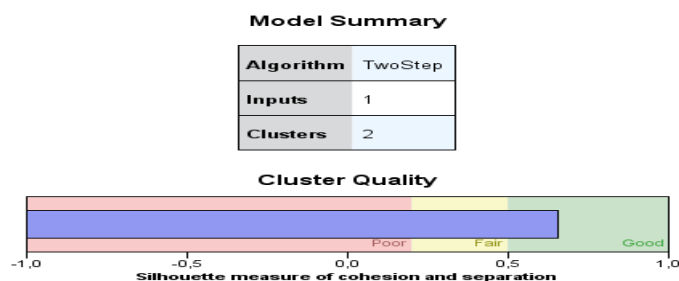 Model Summary
Algorithm TwoStep
Inputs 1
Clusters 2
Cluster Quality
Poor Fair Good
-1,0 -0,5 0,0 0,5 1,0
Silhouette measure of cohesion and separation